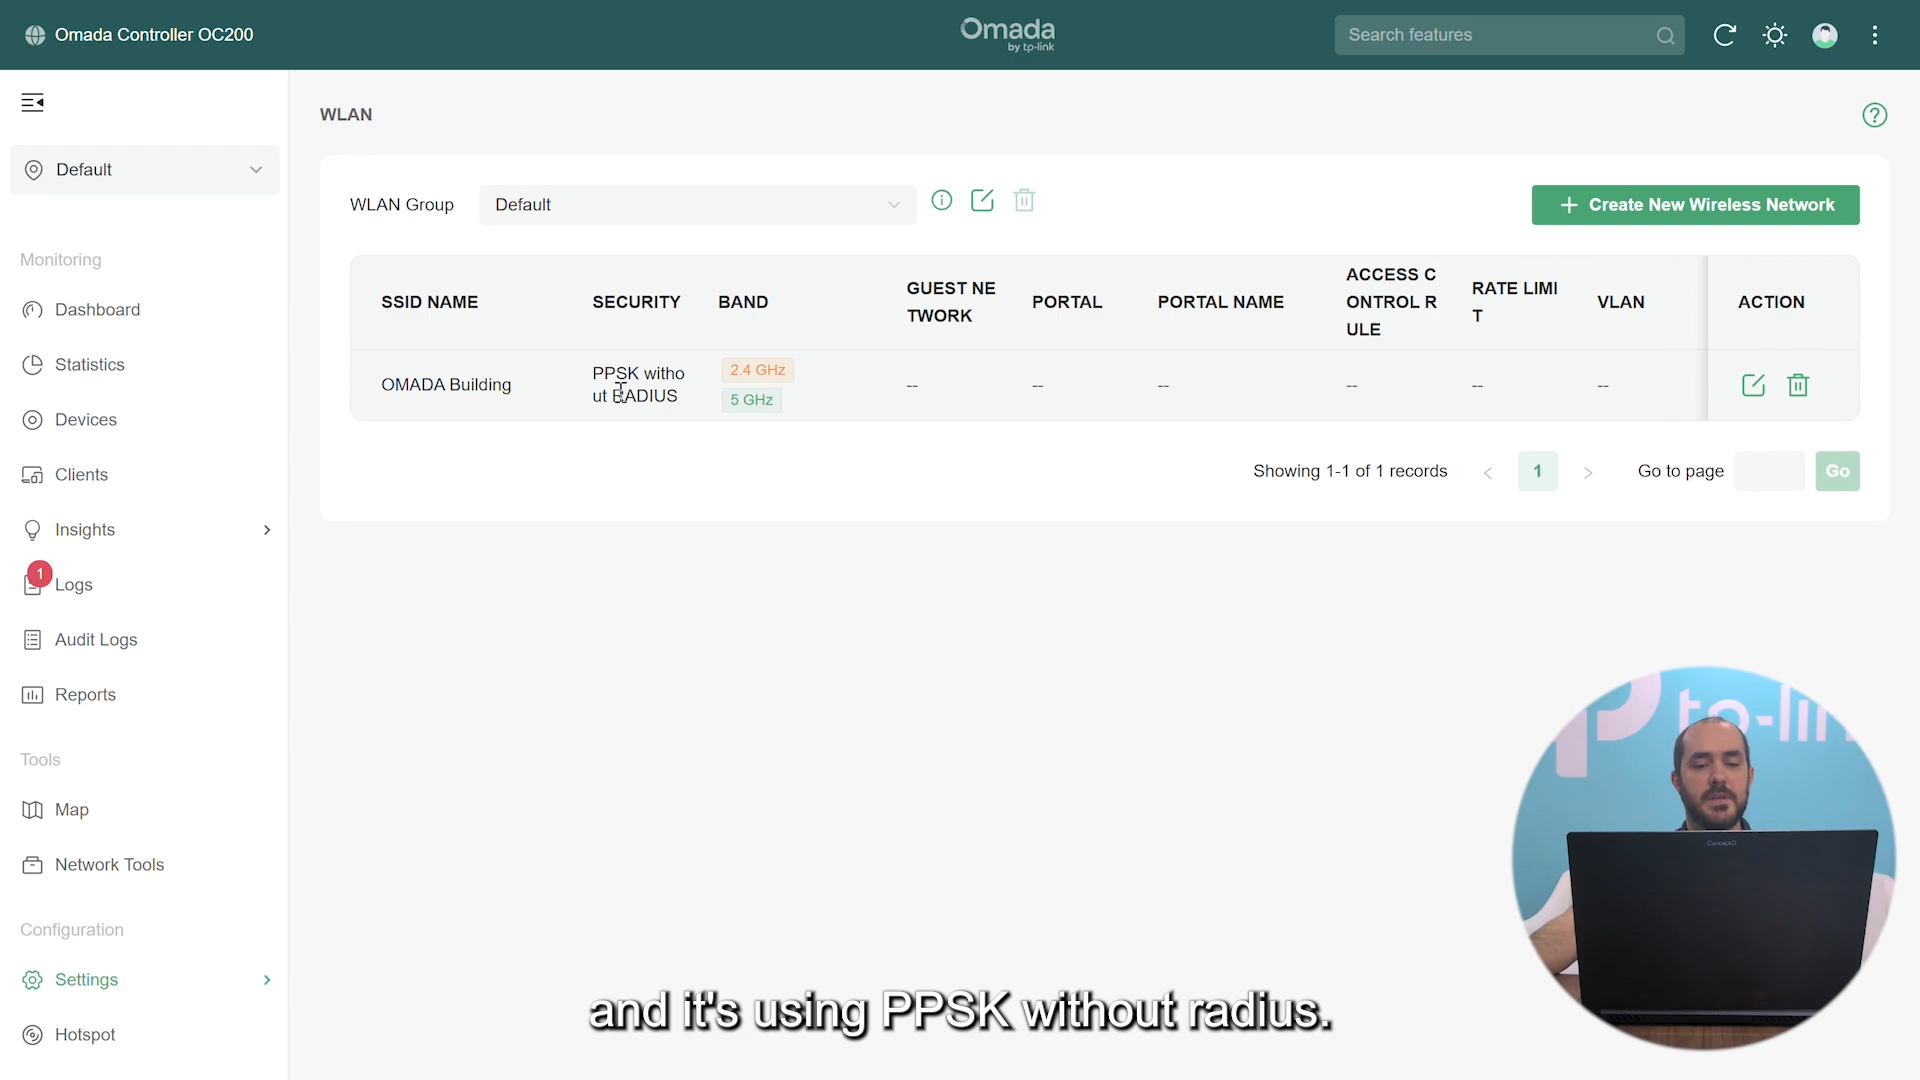 Omada Controller OC200
Omada
by tp-link
Search features
Default
Monitoring
Dashboard
Statistics
Devices
Clients
Insights
1
Logs
Audit Logs
Reports
Tools
Map
Network Tools
Configuration
Settings
Hotspot
WLAN
WLAN Group
Default
Create New Wireless Network
SSID NAME
SECURITY
BAND
GUEST NE
TWORK
PORTAL
PORTAL NAME
ACCESS C
ONTROL R
ULE
RATE LIMI
T
VLAN
ACTION
OMADA Building
PPSK witho
ut RADIUS
2.4 GHz
5 GHz
--
--
--
--
--
--
Showing 1-1 of 1 records
<
1
>
Go to page
Go
tp-lin
ConceptD
and it's using PPSK without radius.